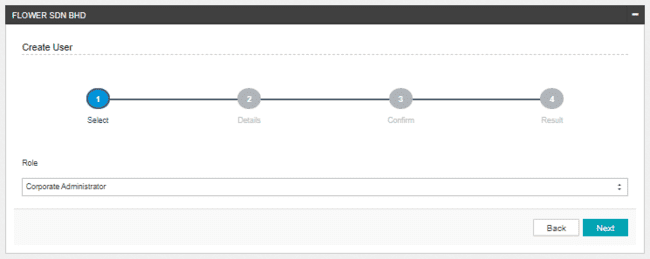 FLOWER SDN BHD
Create User
1 2 3 4
Select Details Confirm Result
Role
Corporate Administrator
Back Next